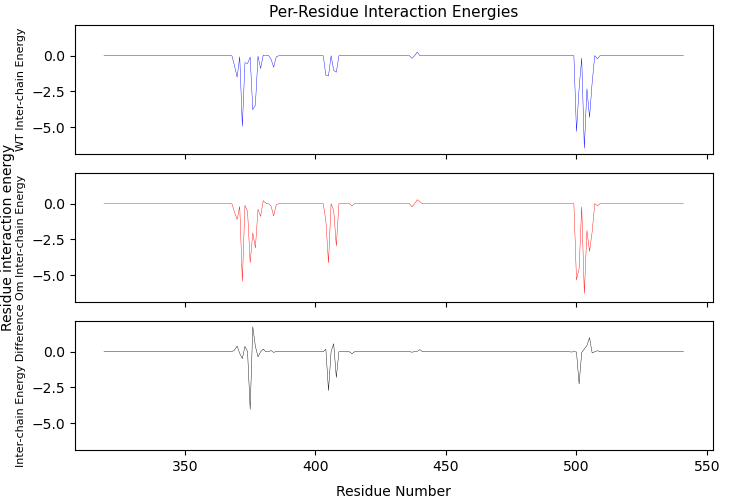 Per-Residue Interaction Energies
Residue interaction energy
WT Inter-chain Energy
0.0
−2.5
−5.0
Om Inter-chain Energy
0.0
−2.5
−5.0
Inter-chain Energy Difference
0.0
−2.5
−5.0
350
400
450
500
550
Residue Number